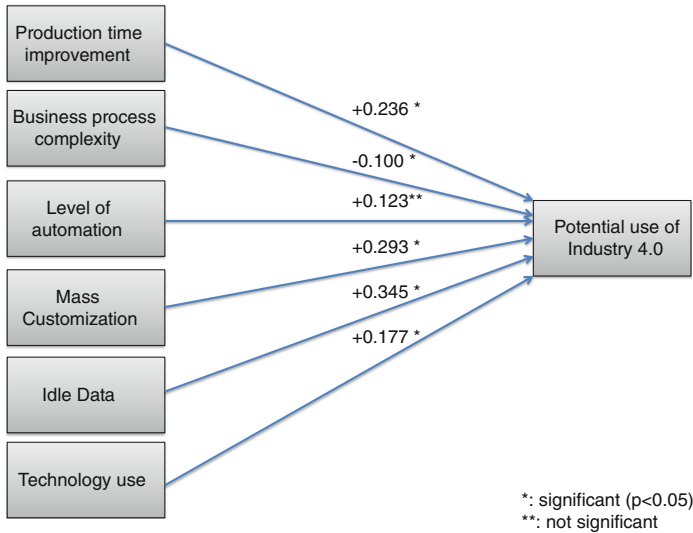 Production time
improvement
Business process
complexity
Level of
automation
Mass
Customization
Idle Data
Technology use
+0.236 *
-0.100 *
+0.123**
+0.293 *
+0.345 *
+0.177 *
Potential use of
Industry 4.0
*: significant (p<0.05)
**: not significant